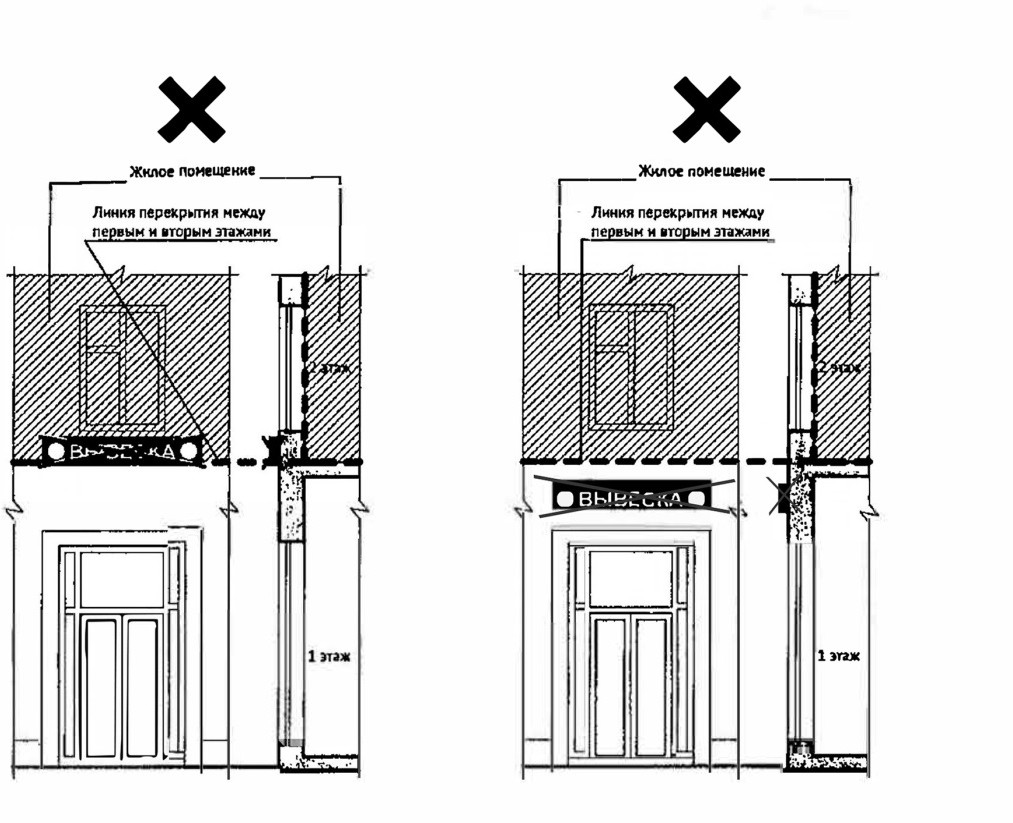 Жилое помещение
Линия перекрытия между
первым и вторым этажами
2 этаж
ВЫВЕСКА
1 этаж
Жилое помещение
Линия перекрытия между
первым и вторым этажами
2 этаж
ВЫВЕСКА
1 этаж